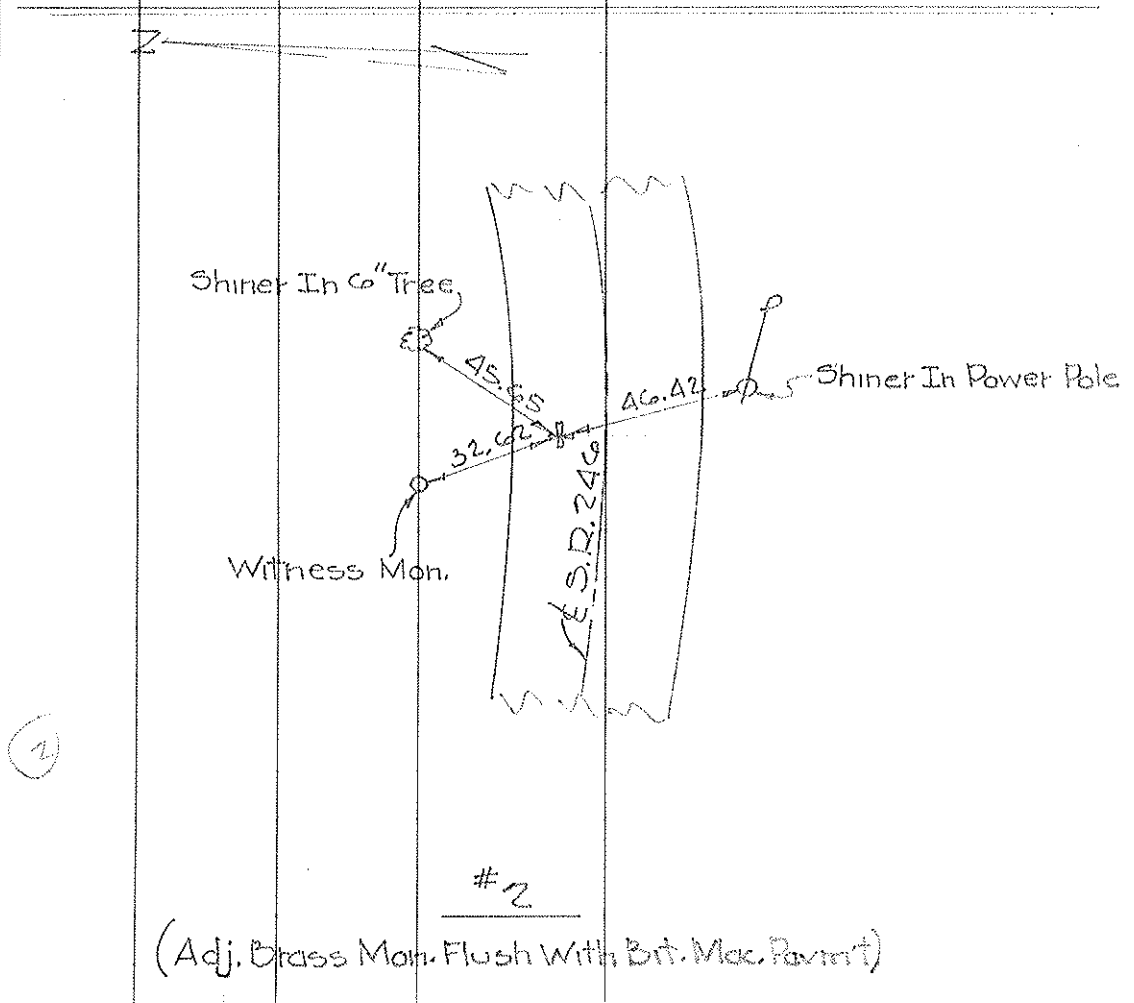 Z
Shiner In 6" Tree
45.65
46.42
Shiner In Power Pole
32.62
℄ S.R. 246
Witness Mon.
2
#2
(Adj. Brass Mon. Flush With Bit. Mac. Pavm't)